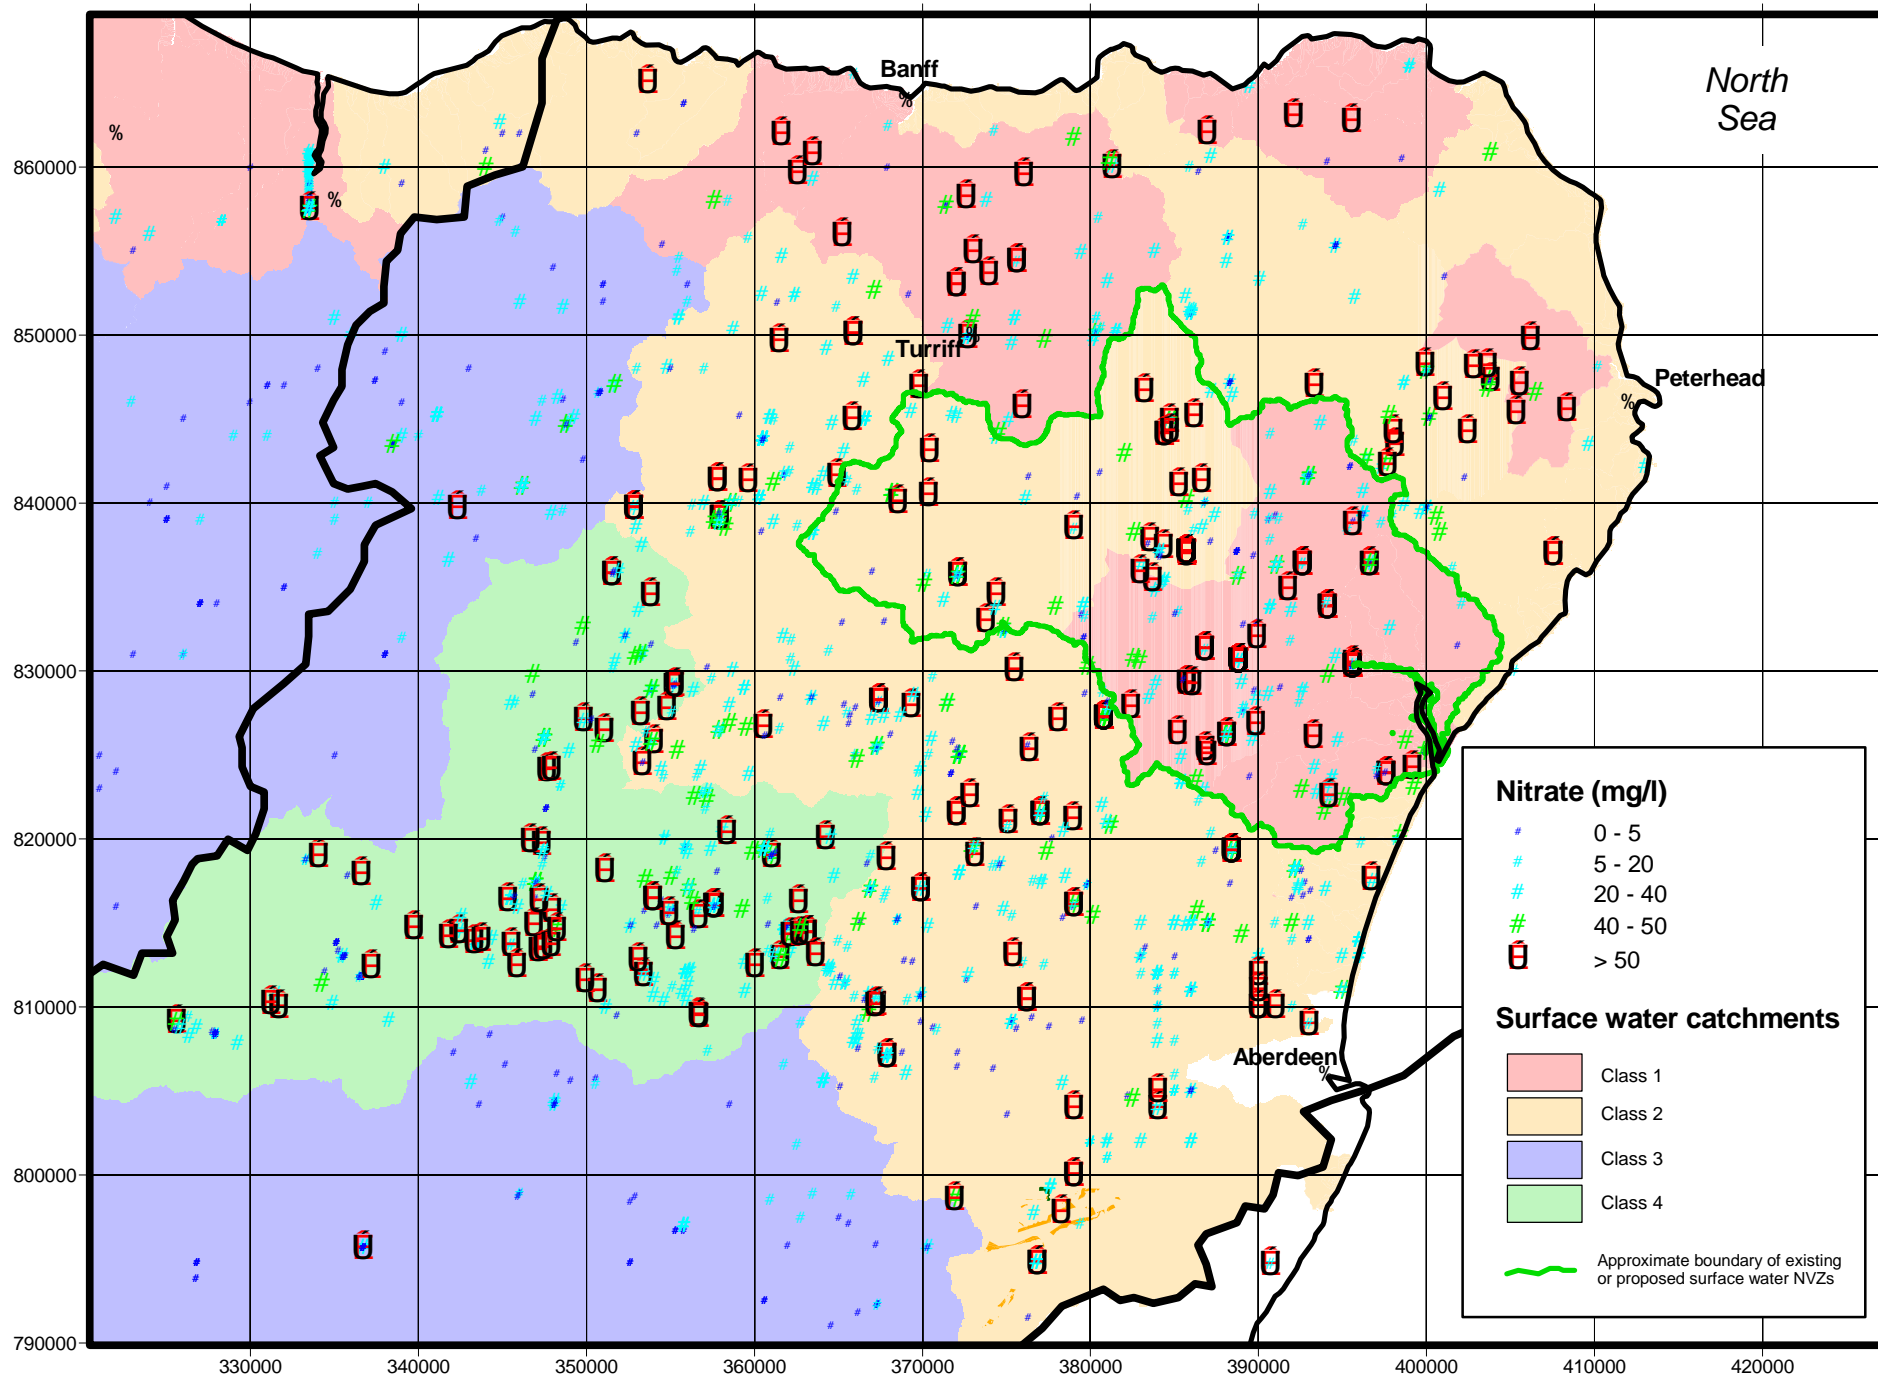 North
Sea
Banff
%
%
%
860000
850000
%
Turriff
Peterhead
%
840000
830000
820000
810000
800000
790000
Aberdeen
%
Nitrate (mg/l)
# 0 - 5
# 5 - 20
# 20 - 40
# 40 - 50
> 50
Surface water catchments
Class 1
Class 2
Class 3
Class 4
Approximate boundary of existing
or proposed surface water NVZs
330000 340000 350000 360000 370000 380000 390000 400000 410000 420000